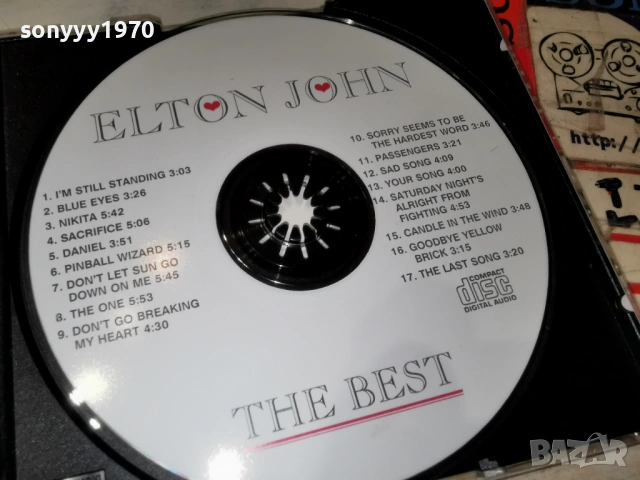 sonyyy1970
ELTON JOHN
1. I'M STILL STANDING 3:03
2. BLUE EYES 3:26
3. NIKITA 5:42
4. SACRIFICE 5:06
5. DANIEL 3:51
6. PINBALL WIZARD 5:15
7. DON'T LET SUN GO
DOWN ON ME 5:45
8. THE ONE 5:53
9. DON'T GO BREAKING
MY HEART 4:30
10. SORRY SEEMS TO BE
THE HARDEST WORD 3:46
11. PASSENGERS 3:21
12. SAD SONG 4:09
13. YOUR SONG 4:00
14. SATURDAY NIGHT'S
ALRIGHT FROM
FIGHTING 4:53
15. CANDLE IN THE WIND 3:48
16. GOODBYE YELLOW
BRICK 3:15
17. THE LAST SONG 3:20
COMPACT
disc
DIGITAL AUDIO
THE BEST
http://
BAZAR